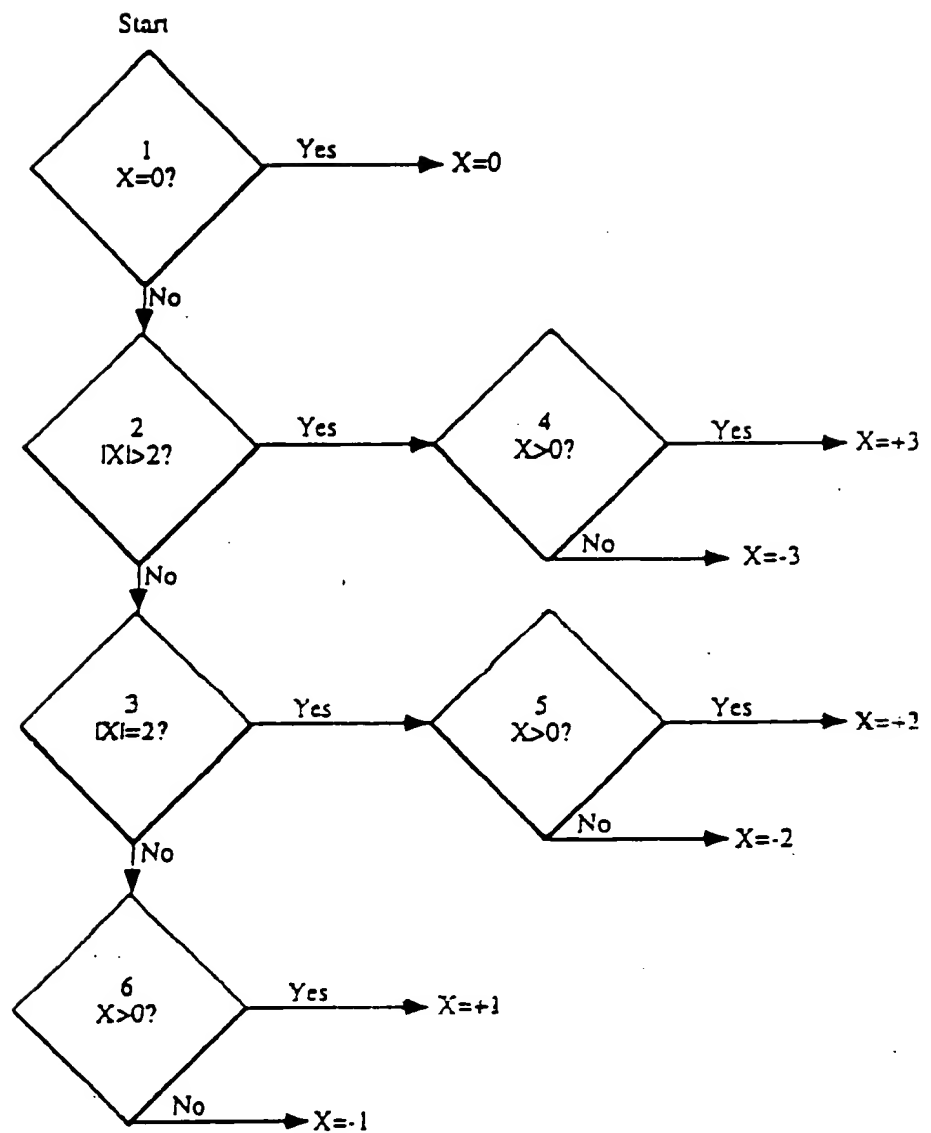 Start
1
X=0?
Yes
X=0
No
2
|X|>2?
Yes
4
X>0?
Yes
X=+3
No
X=-3
No
3
|X|=2?
Yes
5
X>0?
Yes
X=+2
No
X=-2
No
6
X>0?
Yes
X=+1
No
X=-1